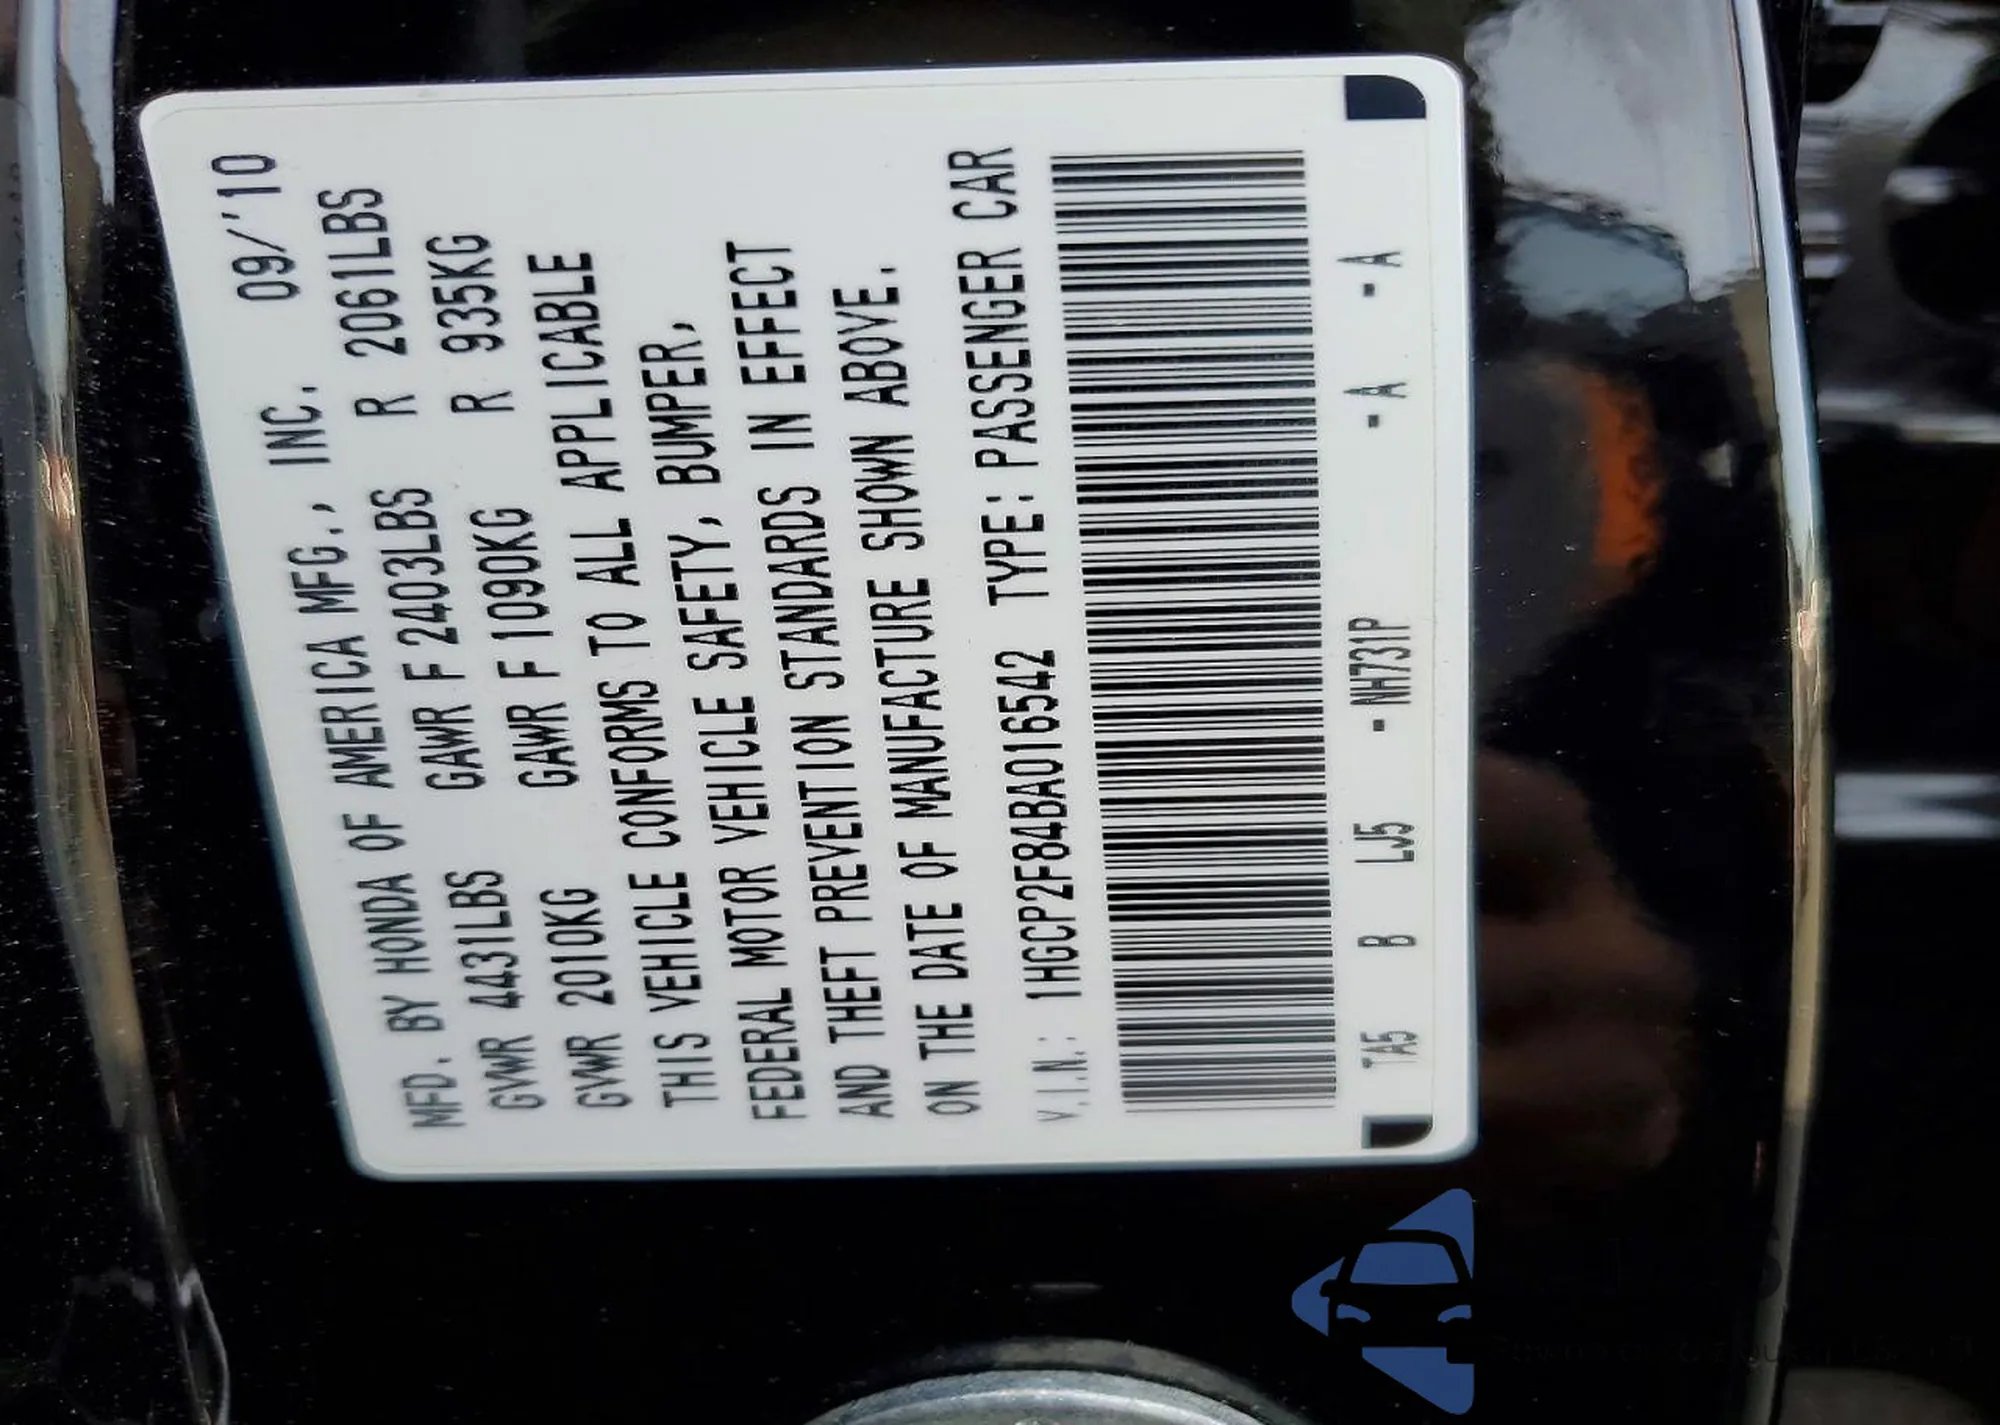 MFD. BY HONDA OF AMERICA MFG., INC. 09/'10
GVWR 4431LBS GAWR F 2403LBS R 2061LBS
GVWR 2010KG GAWR F 1090KG R 935KG
THIS VEHICLE CONFORMS TO ALL APPLICABLE
FEDERAL MOTOR VEHICLE SAFETY, BUMPER,
AND THEFT PREVENTION STANDARDS IN EFFECT
ON THE DATE OF MANUFACTURE SHOWN ABOVE.
V.I.N.: 1HGCP2F84BA016542 TYPE: PASSENGER CAR
TA5 B LJ5 -NH731P -A -A